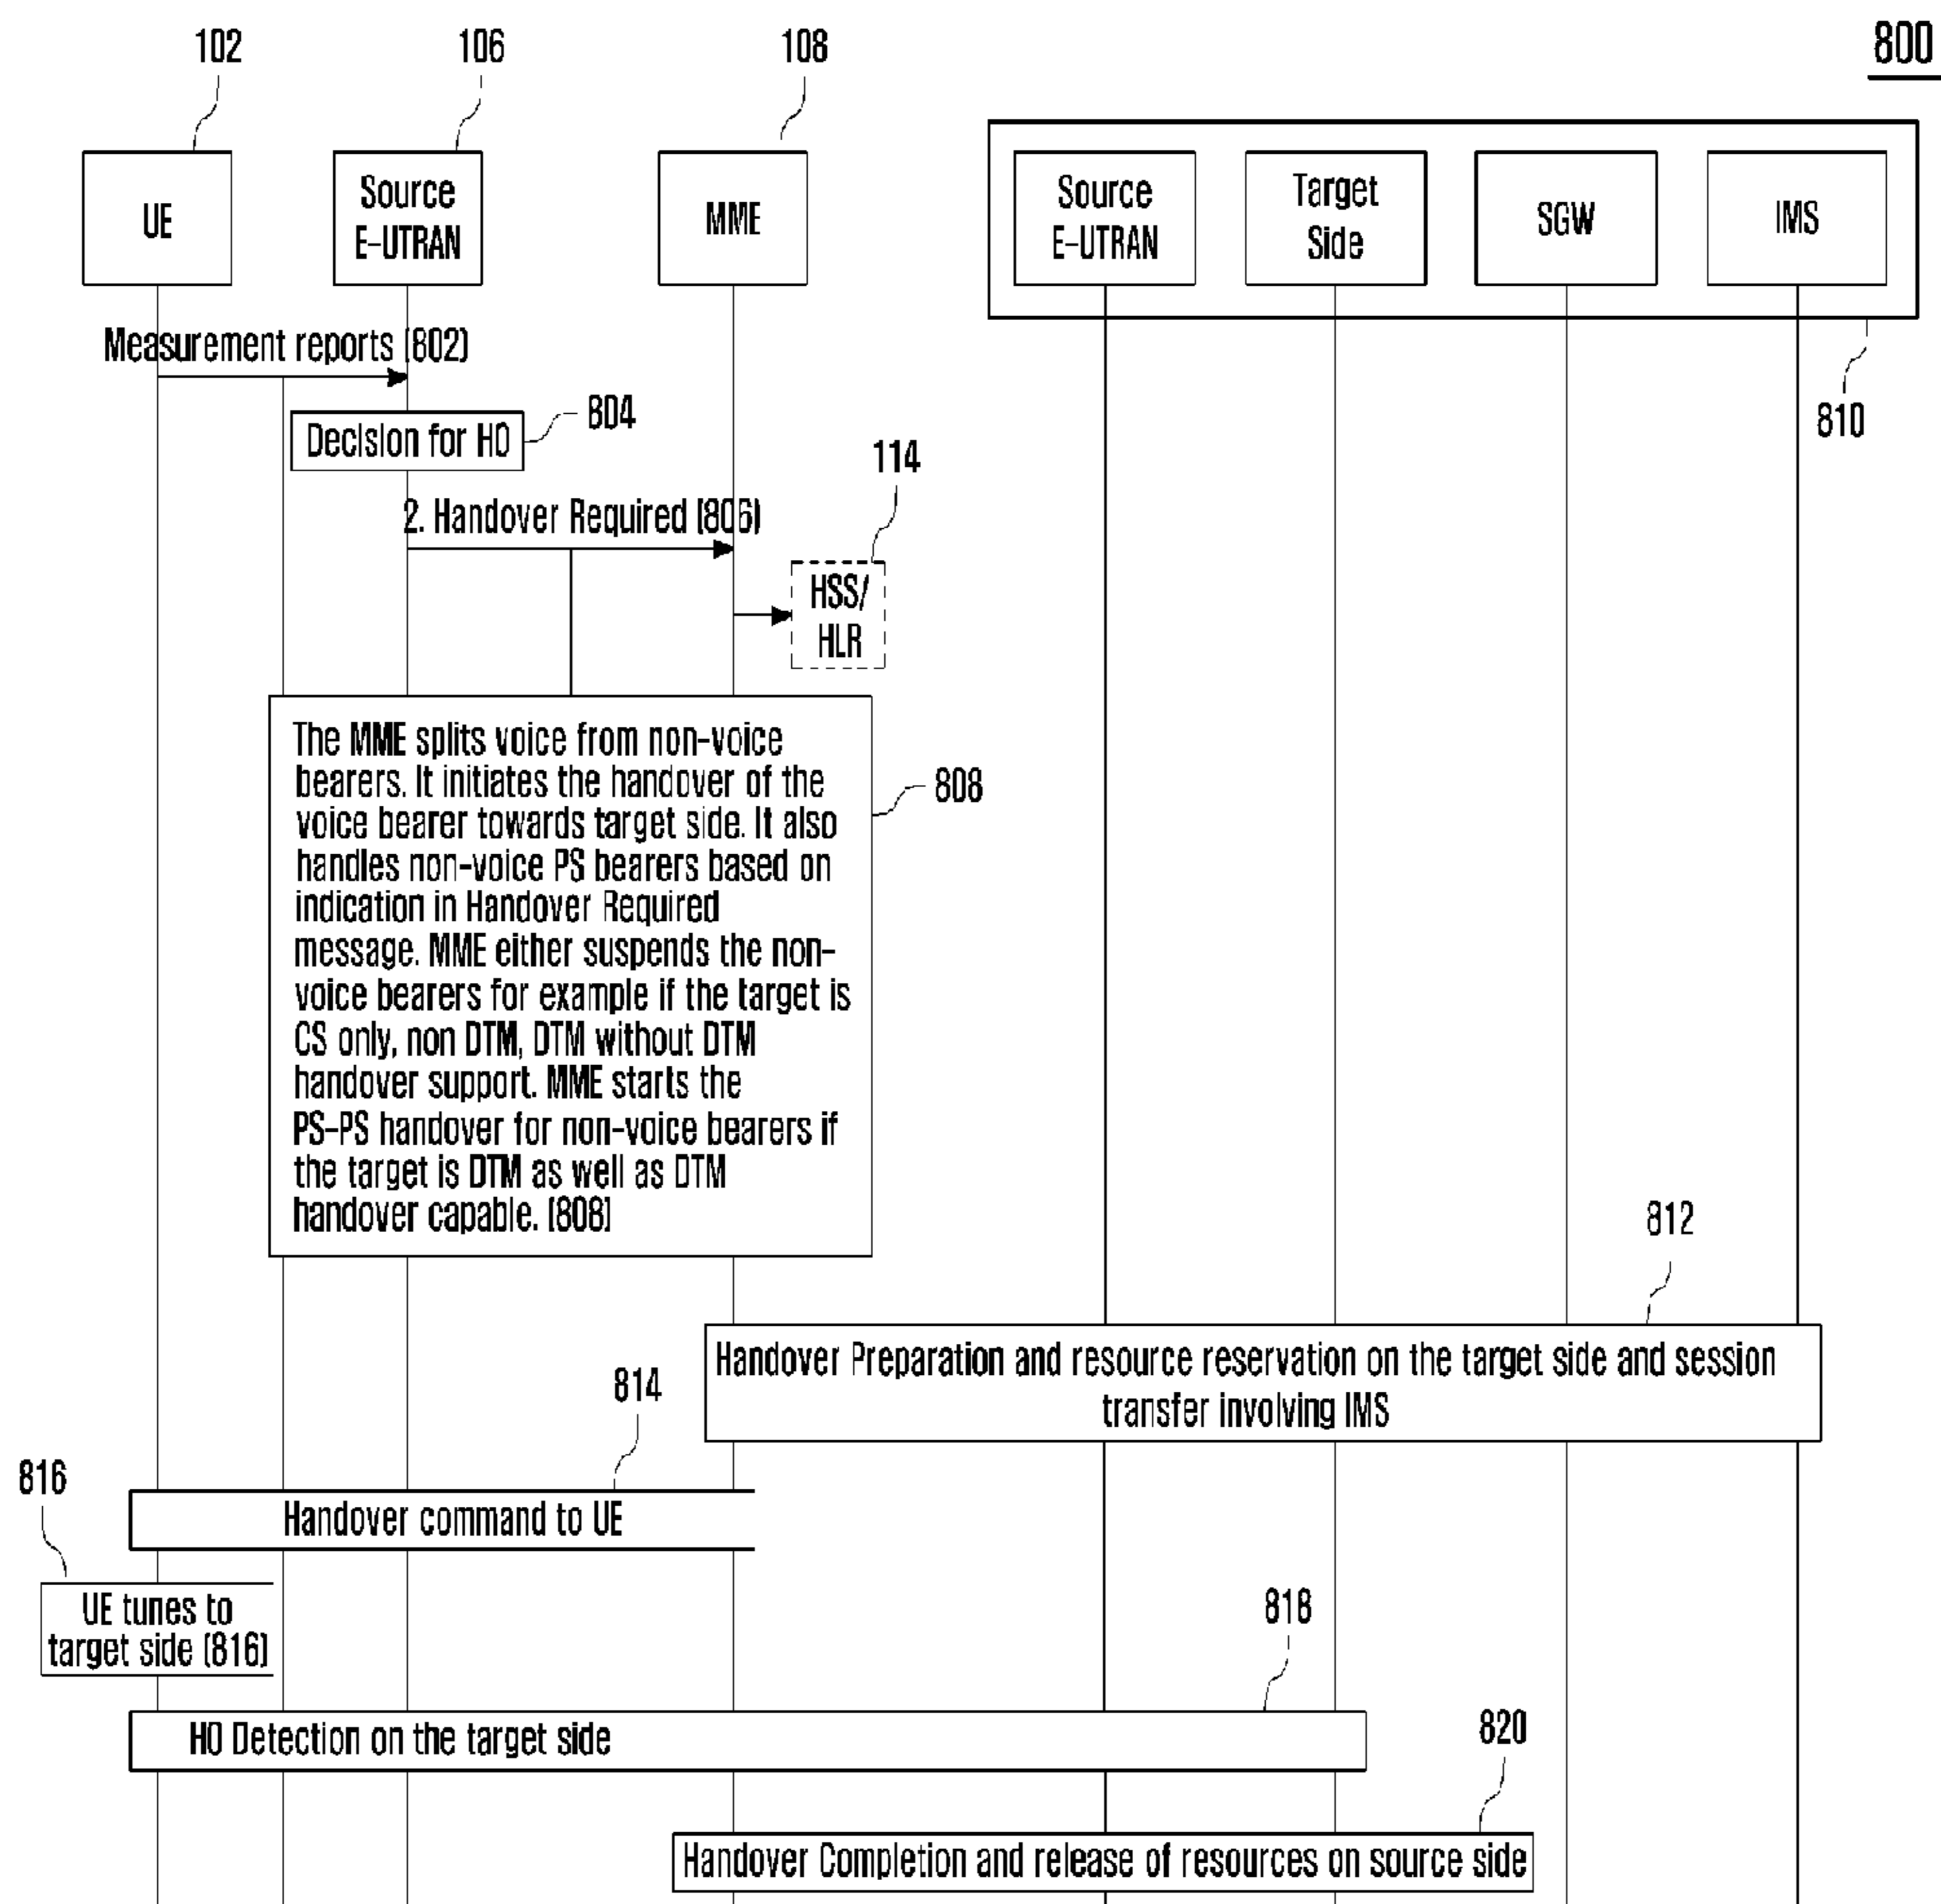 102
106
108
800
UE
Source
E-UTRAN
MME
Source
E-UTRAN
Target
Side
SGW
IMS
Measurement reports (802)
810
Decision for HO
804
114
2. Handover Required (806)
HSS/
HLR
The MME splits voice from non-voice
bearers. It initiates the handover of the
voice bearer towards target side. It also
handles non-voice PS bearers based on
indication in Handover Required
message. MME either suspends the non-
voice bearers for example if the target is
CS only, non DTM, DTM without DTM
handover support. MME starts the
PS-PS handover for non-voice bearers if
the target is DTM as well as DTM
handover capable. (808)
808
812
Handover Preparation and resource reservation on the target side and session
transfer involving IMS
814
Handover command to UE
816
UE tunes to
target side (816)
818
HO Detection on the target side
820
Handover Completion and release of resources on source side